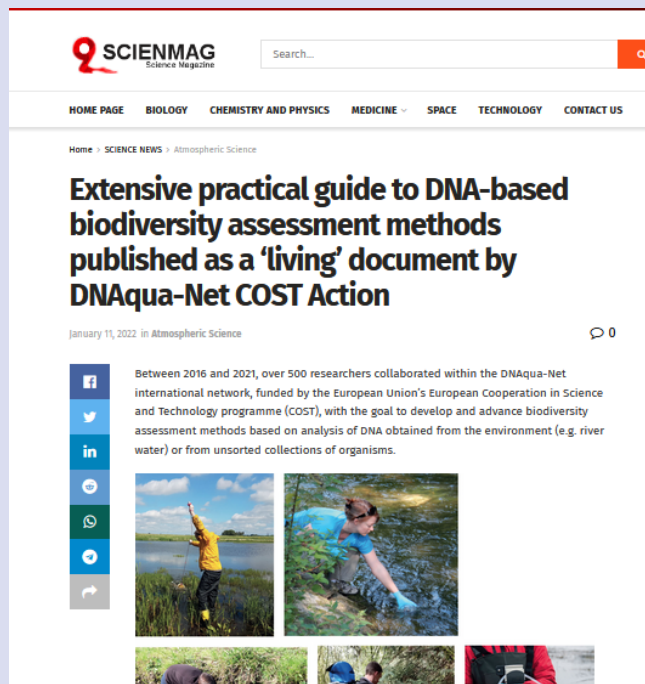 SCIENMAG
Science Magazine
Search...
HOME PAGE BIOLOGY CHEMISTRY AND PHYSICS MEDICINE SPACE TECHNOLOGY CONTACT US
Home > SCIENCE NEWS > Atmospheric Science
Extensive practical guide to DNA-based
biodiversity assessment methods
published as a ‘living’ document by
DNAqua-Net COST Action
January 11, 2022 in Atmospheric Science
0
Between 2016 and 2021, over 500 researchers collaborated within the DNAqua-Net
international network, funded by the European Union’s European Cooperation in Science
and Technology programme (COST), with the goal to develop and advance biodiversity
assessment methods based on analysis of DNA obtained from the environment (e.g. river
water) or from unsorted collections of organisms.